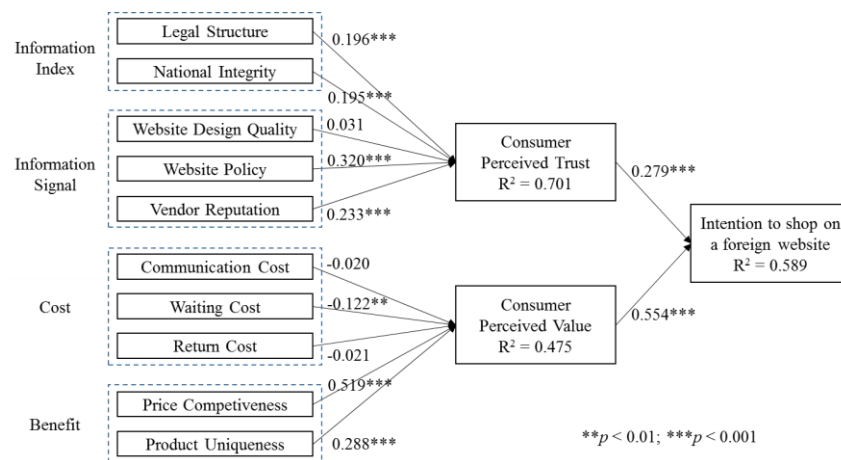 Information
Index
Legal Structure
National Integrity
0.196***
0.195***
Information
Signal
Website Design Quality
Website Policy
Vendor Reputation
0.031
0.320***
0.233***
Consumer
Perceived Trust
R² = 0.701
0.279***
Cost
Communication Cost
Waiting Cost
Return Cost
-0.020
-0.122**
-0.021
Consumer
Perceived Value
R² = 0.475
0.554***
Intention to shop on
a foreign website
R² = 0.589
Benefit
Price Competiveness
Product Uniqueness
0.519***
0.288***
**p < 0.01; ***p < 0.001